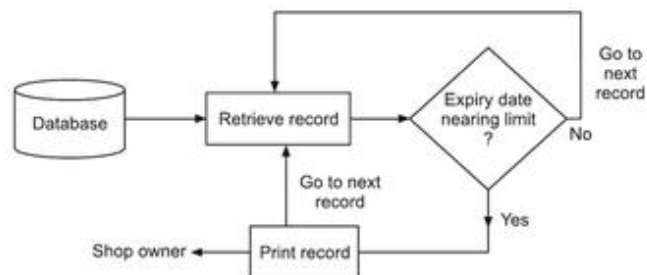 Go to
next
record
Database
Retrieve record
Expiry date
nearing limit
?
No
Go to next
record
Yes
Shop owner
Print record